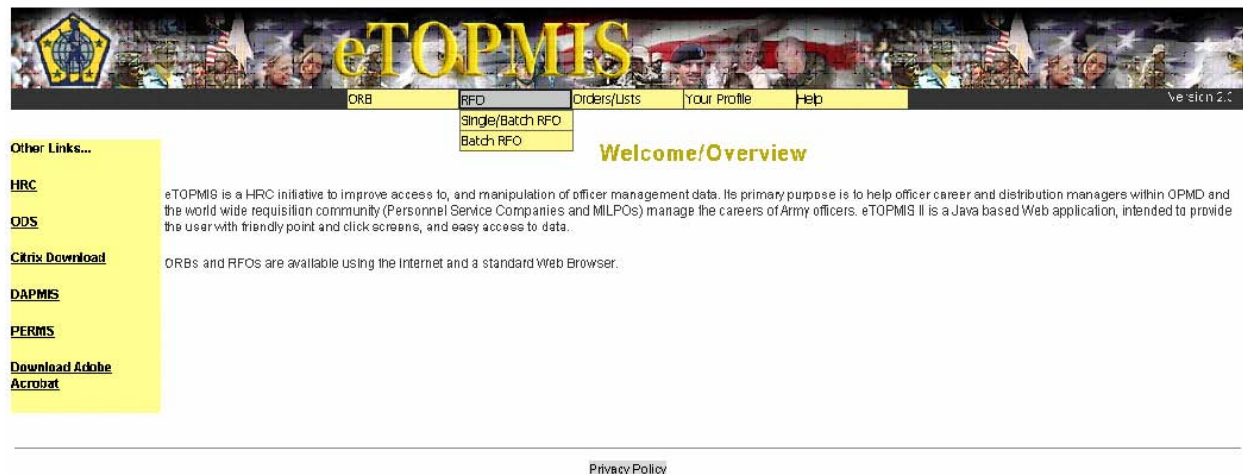 eTOPMIS
ORB RFO Orders/Lists Your Profile Help
Single/Batch RFO
Batch RFO
Other Links...
HRC
ODS
Citrix Download
DAPMIS
PERMS
Download Adobe
Acrobat
Welcome/Overview
eTOPMIS is a HRC initiative to improve access to, and manipulation of officer management data. Its primary purpose is to help officer career and distribution managers within OPMD and
the world wide requisition community (Personnel Service Companies and MILPOs) manage the careers of Army officers. eTOPMIS II is a Java based Web application, intended to provide
the user with friendly point and click screens, and easy access to data.
ORBs and RFOs are available using the Internet and a standard Web Browser.
Privacy Policy